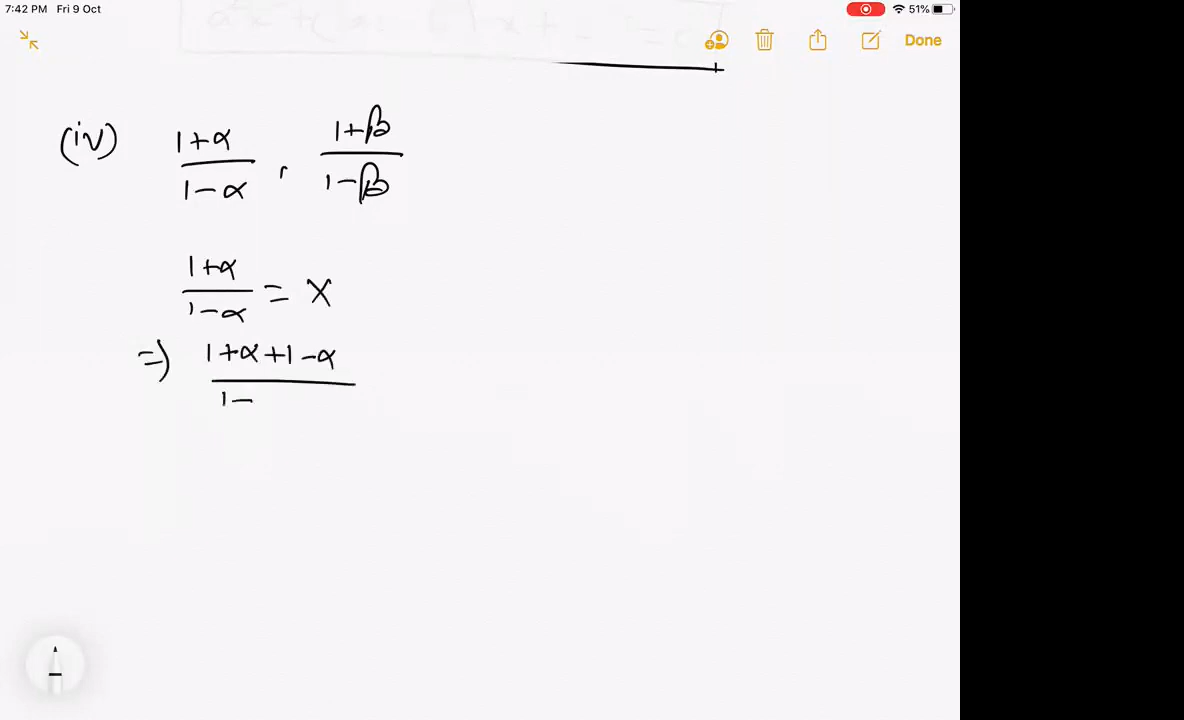 7:42 PM Fri 9 Oct 51%
Done
(iv) 1+α / 1-α , 1+β / 1-β
1+α / 1-α = x
=> 1+α+1-α / 1-